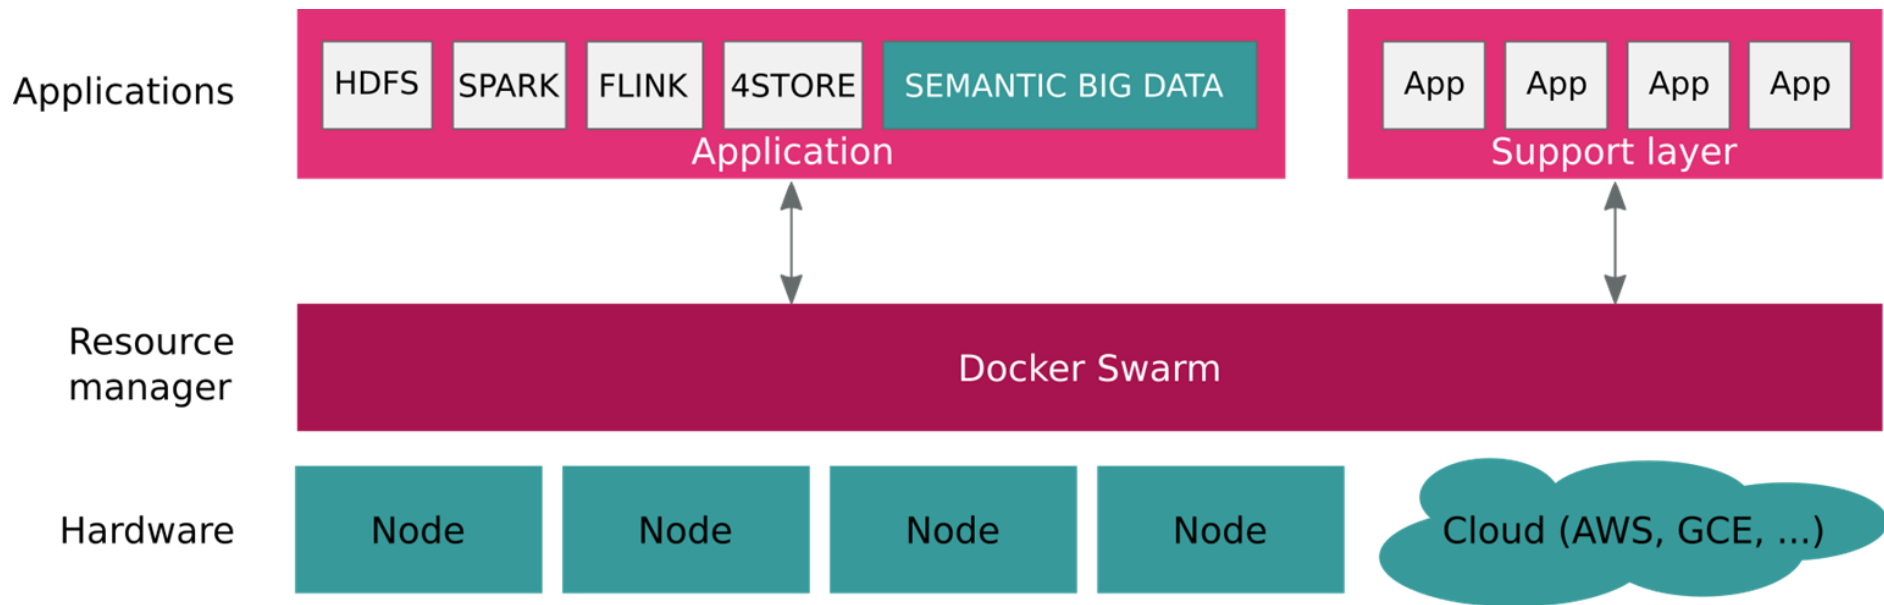 Applications
HDFS
SPARK
FLINK
4STORE
SEMANTIC BIG DATA
Application
App
App
App
App
Support layer
Resource
manager
Docker Swarm
Hardware
Node
Node
Node
Node
Cloud (AWS, GCE, ...)